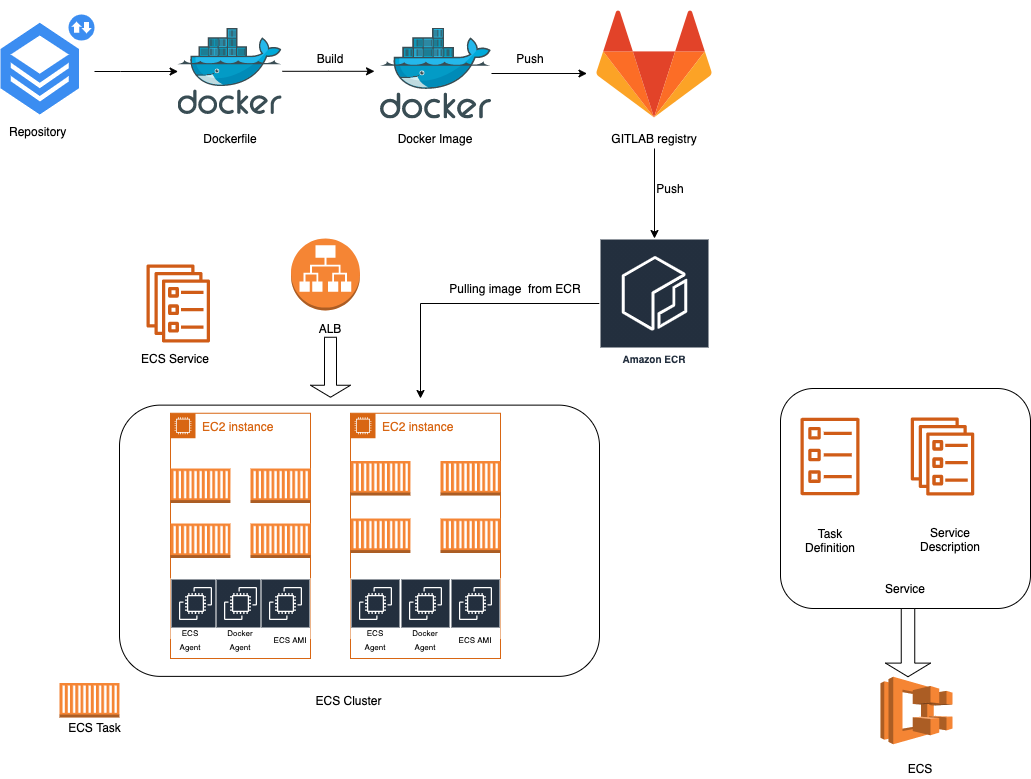 docker
docker
Build
Push
Repository
Dockerfile
Docker Image
GITLAB registry
Push
Pulling image from ECR
ALB
ECS Service
Amazon ECR
EC2 instance
EC2 instance
ECS
Agent
Docker
Agent
ECS AMI
ECS
Agent
Docker
Agent
ECS AMI
Task
Definition
Service
Description
Service
ECS Cluster
ECS Task
ECS